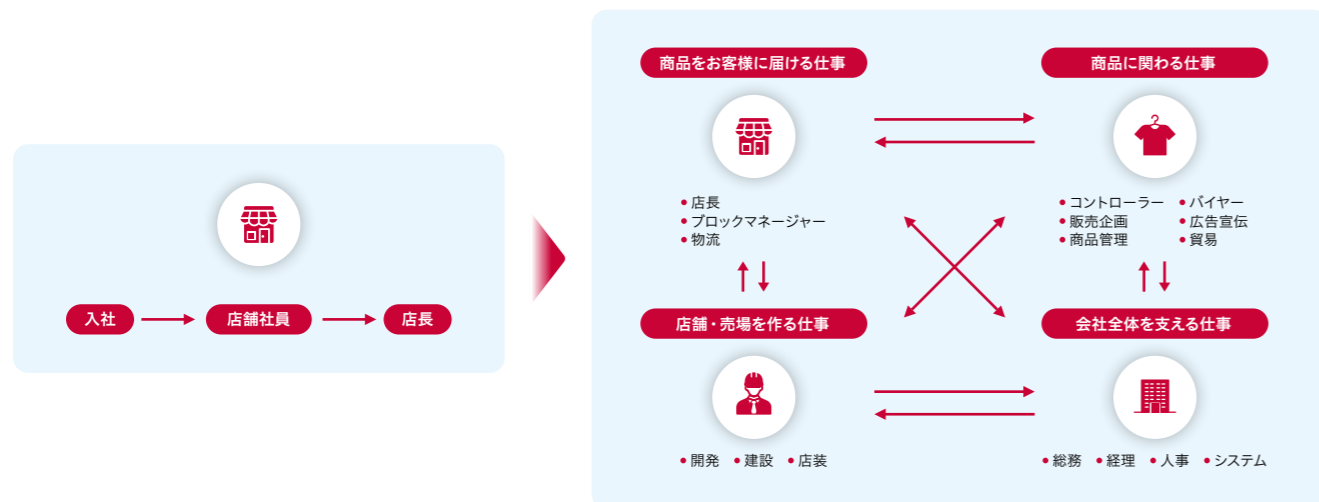 入社
店舗社員
店長
商品をお客様に届ける仕事
• 店長
• ブロックマネージャー
• 物流
商品に関わる仕事
• コントローラー • バイヤー
• 販売企画 • 広告宣伝
• 商品管理 • 貿易
店舗・売場を作る仕事
• 開発 • 建設 • 店装
会社全体を支える仕事
• 総務 • 経理 • 人事 • システム